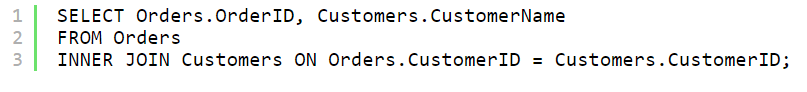 1 SELECT Orders.OrderID, Customers.CustomerName
2 FROM Orders
3 INNER JOIN Customers ON Orders.CustomerID = Customers.CustomerID;